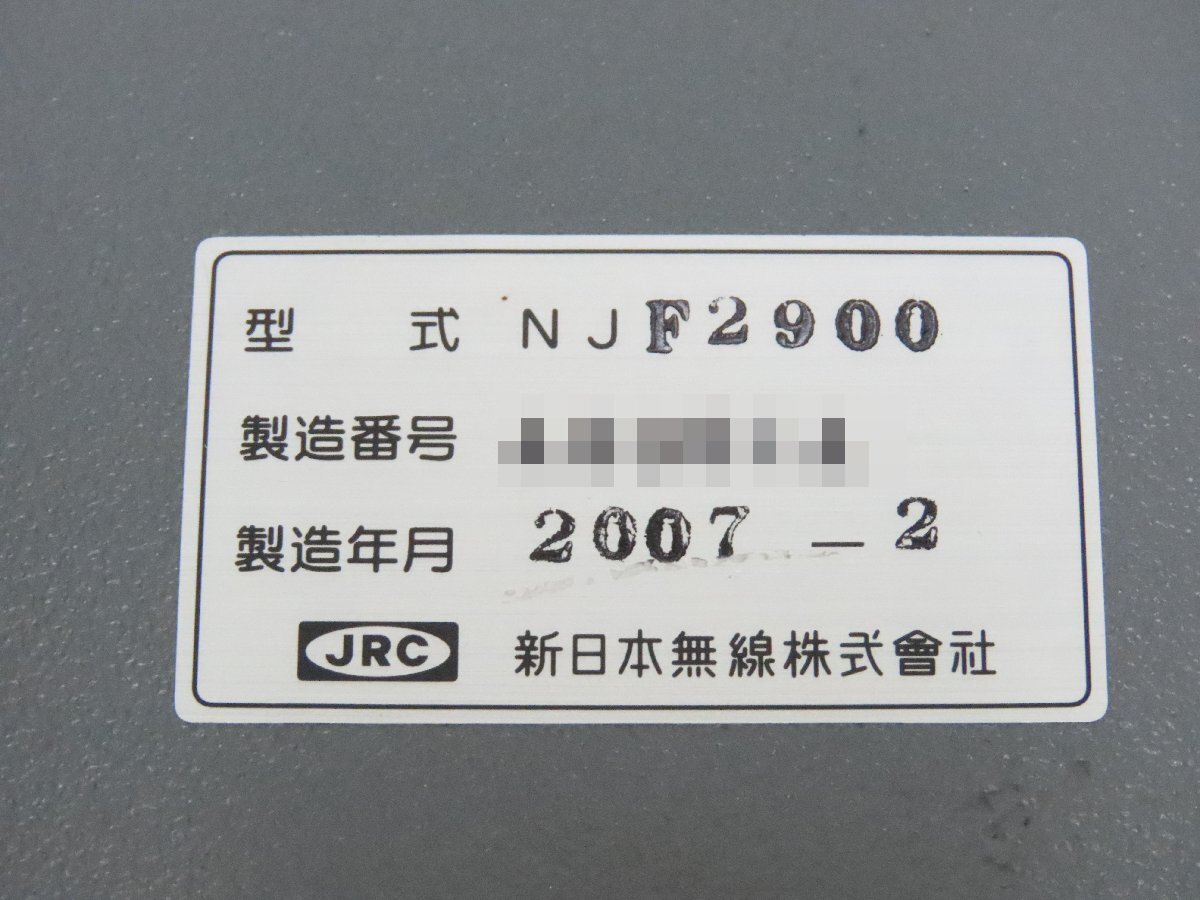 型 式 NJF2900
製造番号
製造年月 2007-2
JRC 新日本無線株式會社